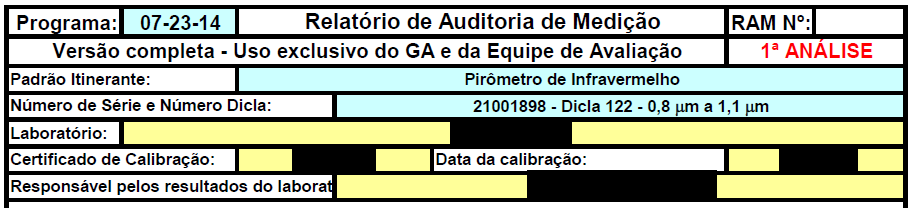 Programa: 07-23-14 Relatório de Auditoria de Medição RAM Nº:
Versão completa - Uso exclusivo do GA e da Equipe de Avaliação 1ª ANÁLISE
Padrão Itinerante: Pirômetro de Infravermelho
Número de Série e Número Dicla: 21001898 - Dicla 122 - 0,8 µm a 1,1 µm
Laboratório:
Certificado de Calibração: Data da calibração:
Responsável pelos resultados do laborat